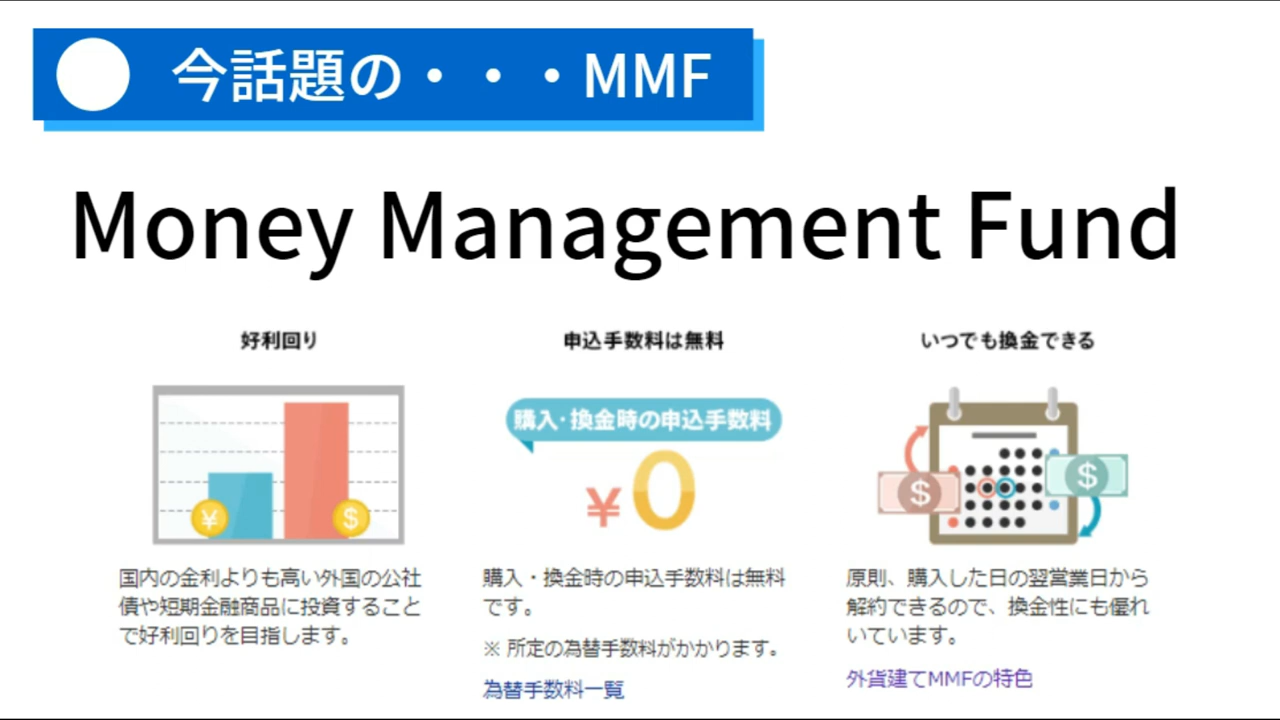 今話題の・・・MMF
Money Management Fund
好利回り
申込手数料は無料
いつでも換金できる
購入・換金時の申込手数料
¥0
¥
$
$
$
国内の金利よりも高い外国の公社
債や短期金融商品に投資すること
で好利回りを目指します。
購入・換金時の申込手数料は無料
です。
※ 所定の為替手数料がかかります。
為替手数料一覧
原則、購入した日の翌営業日から
解約できるので、換金性にも優れ
いています。
外貨建てMMFの特色